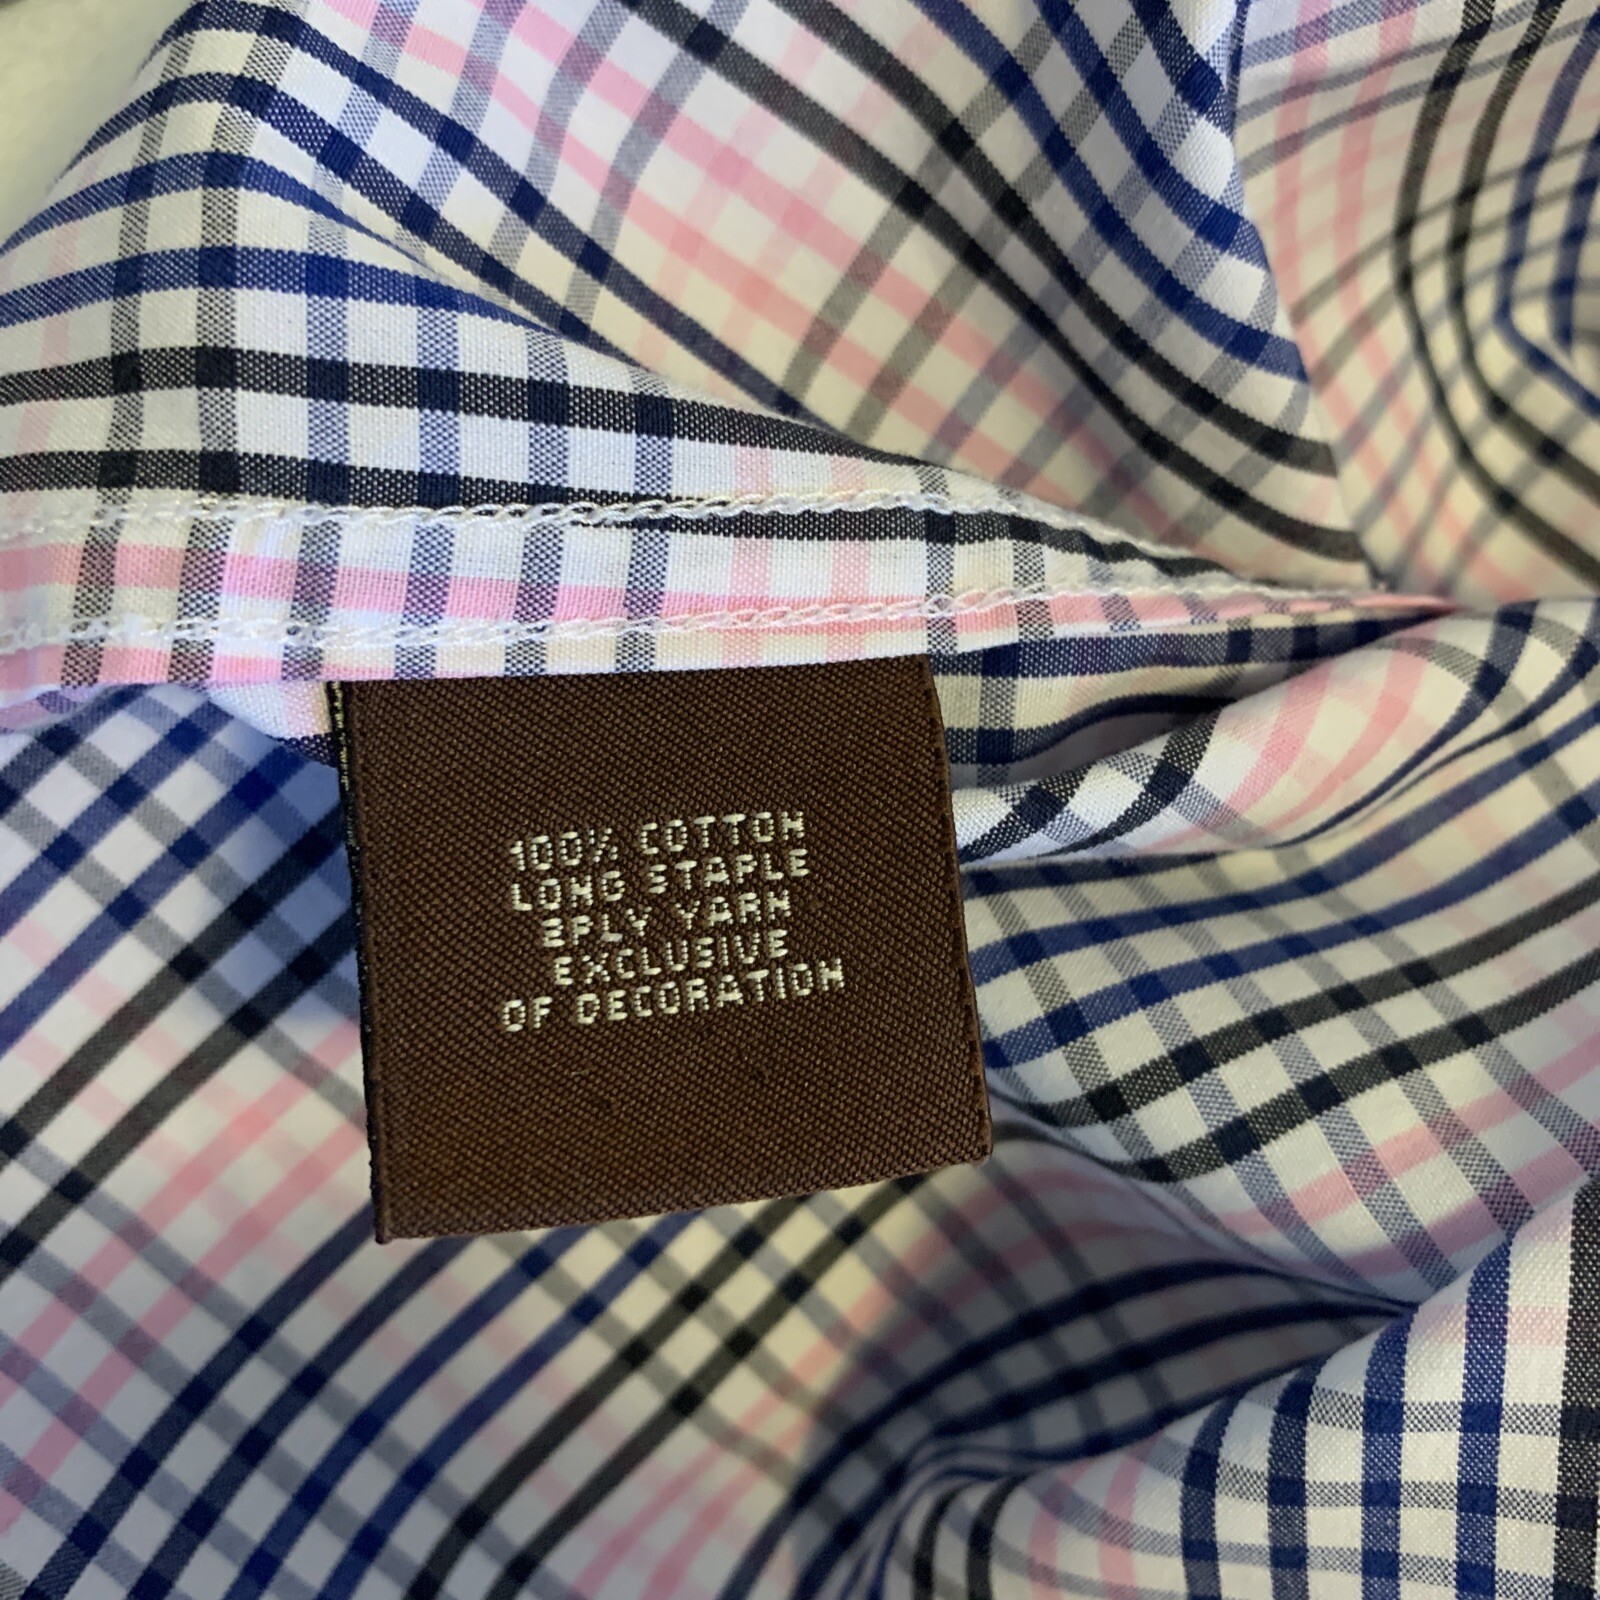 100% COTTON
LONG STAPLE
2PLY YARN
EXCLUSIVE
OF DECORATION